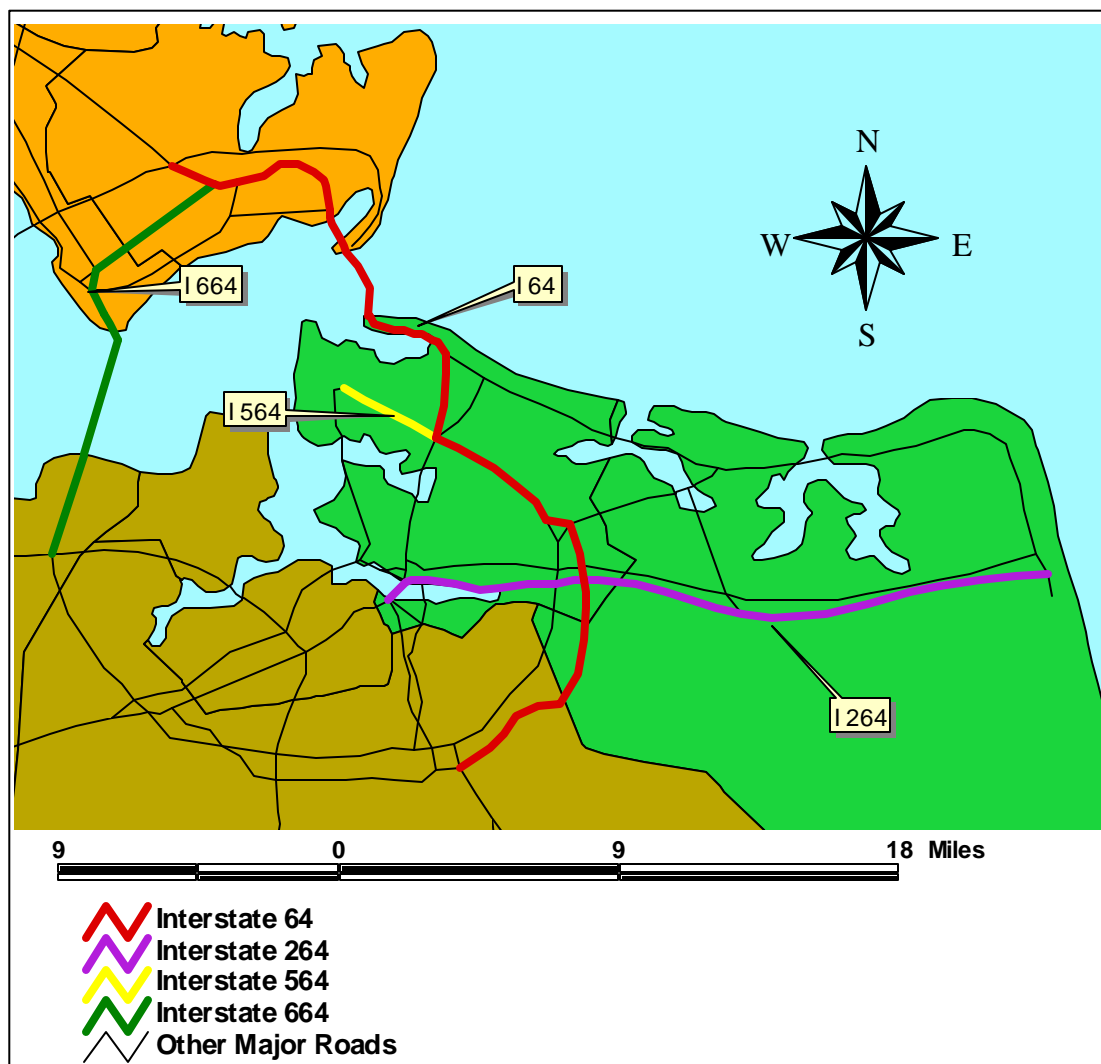 N
W E
S
I 664
I 64
I 564
I 264
9 0 9 18 Miles
Interstate 64
Interstate 264
Interstate 564
Interstate 664
Other Major Roads